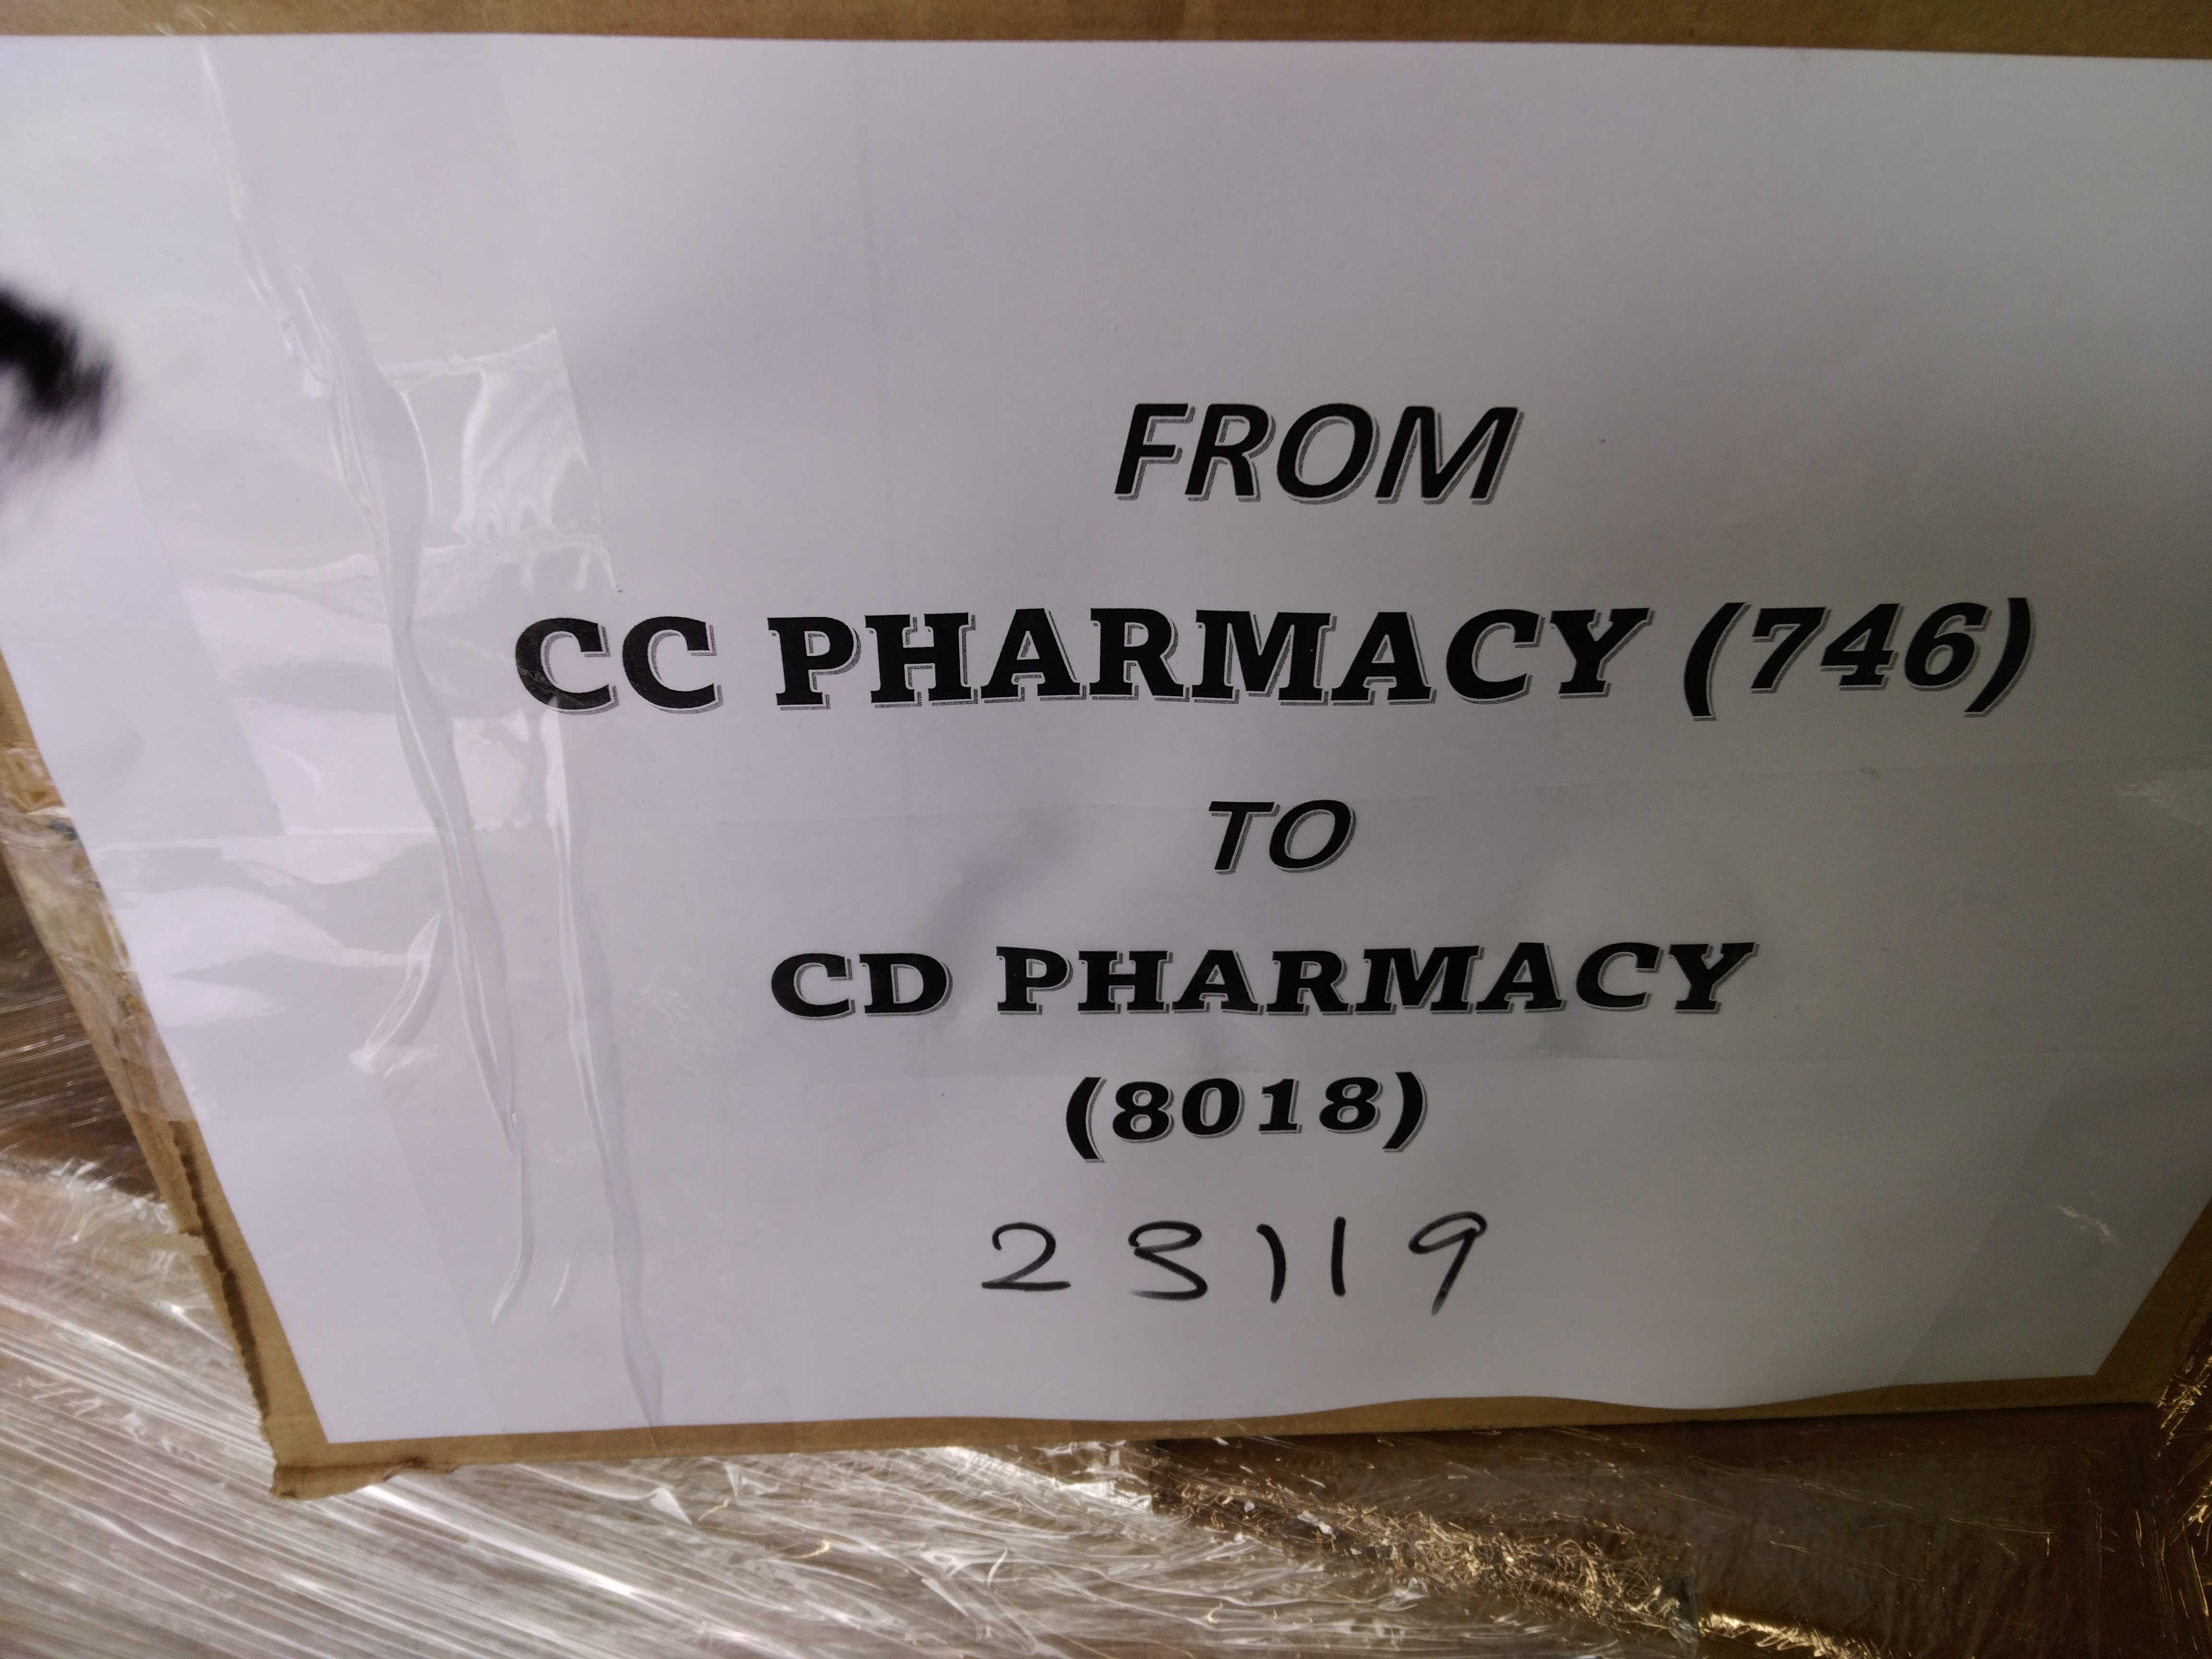 FROM
CC PHARMACY (746)
TO
CD PHARMACY
(8018)
23119